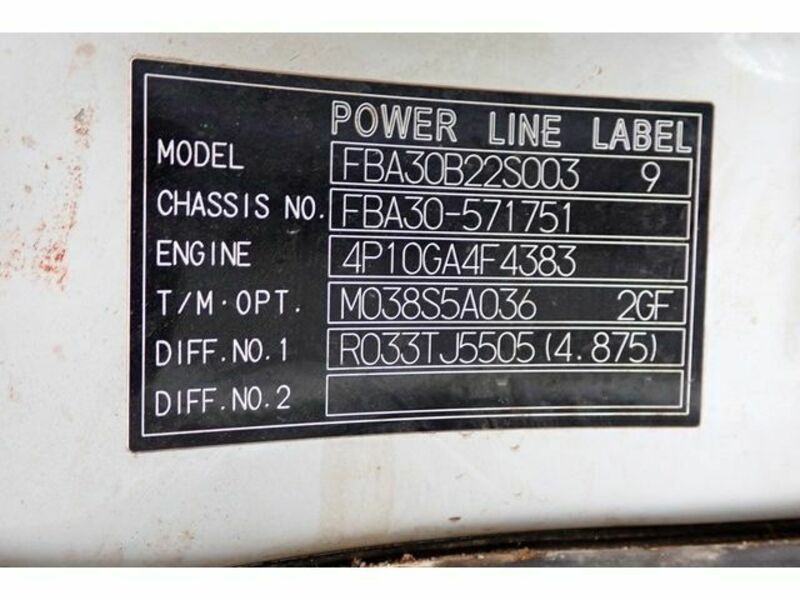 POWER LINE LABEL
MODEL FBA30B22S003 9
CHASSIS NO. FBA30-571751
ENGINE 4P10GA4F4383
T/M·OPT. M038S5A036 2GF
DIFF.NO.1 R033TJ5505(4.875)
DIFF.NO.2